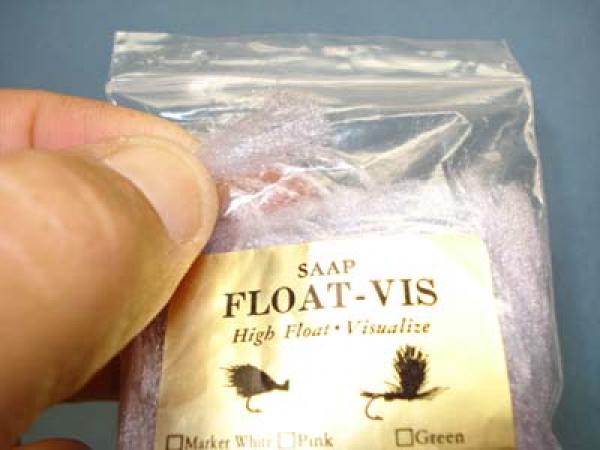 SAAP
FLOAT-VIS
High Float · Visualize
Marker White Pink Green